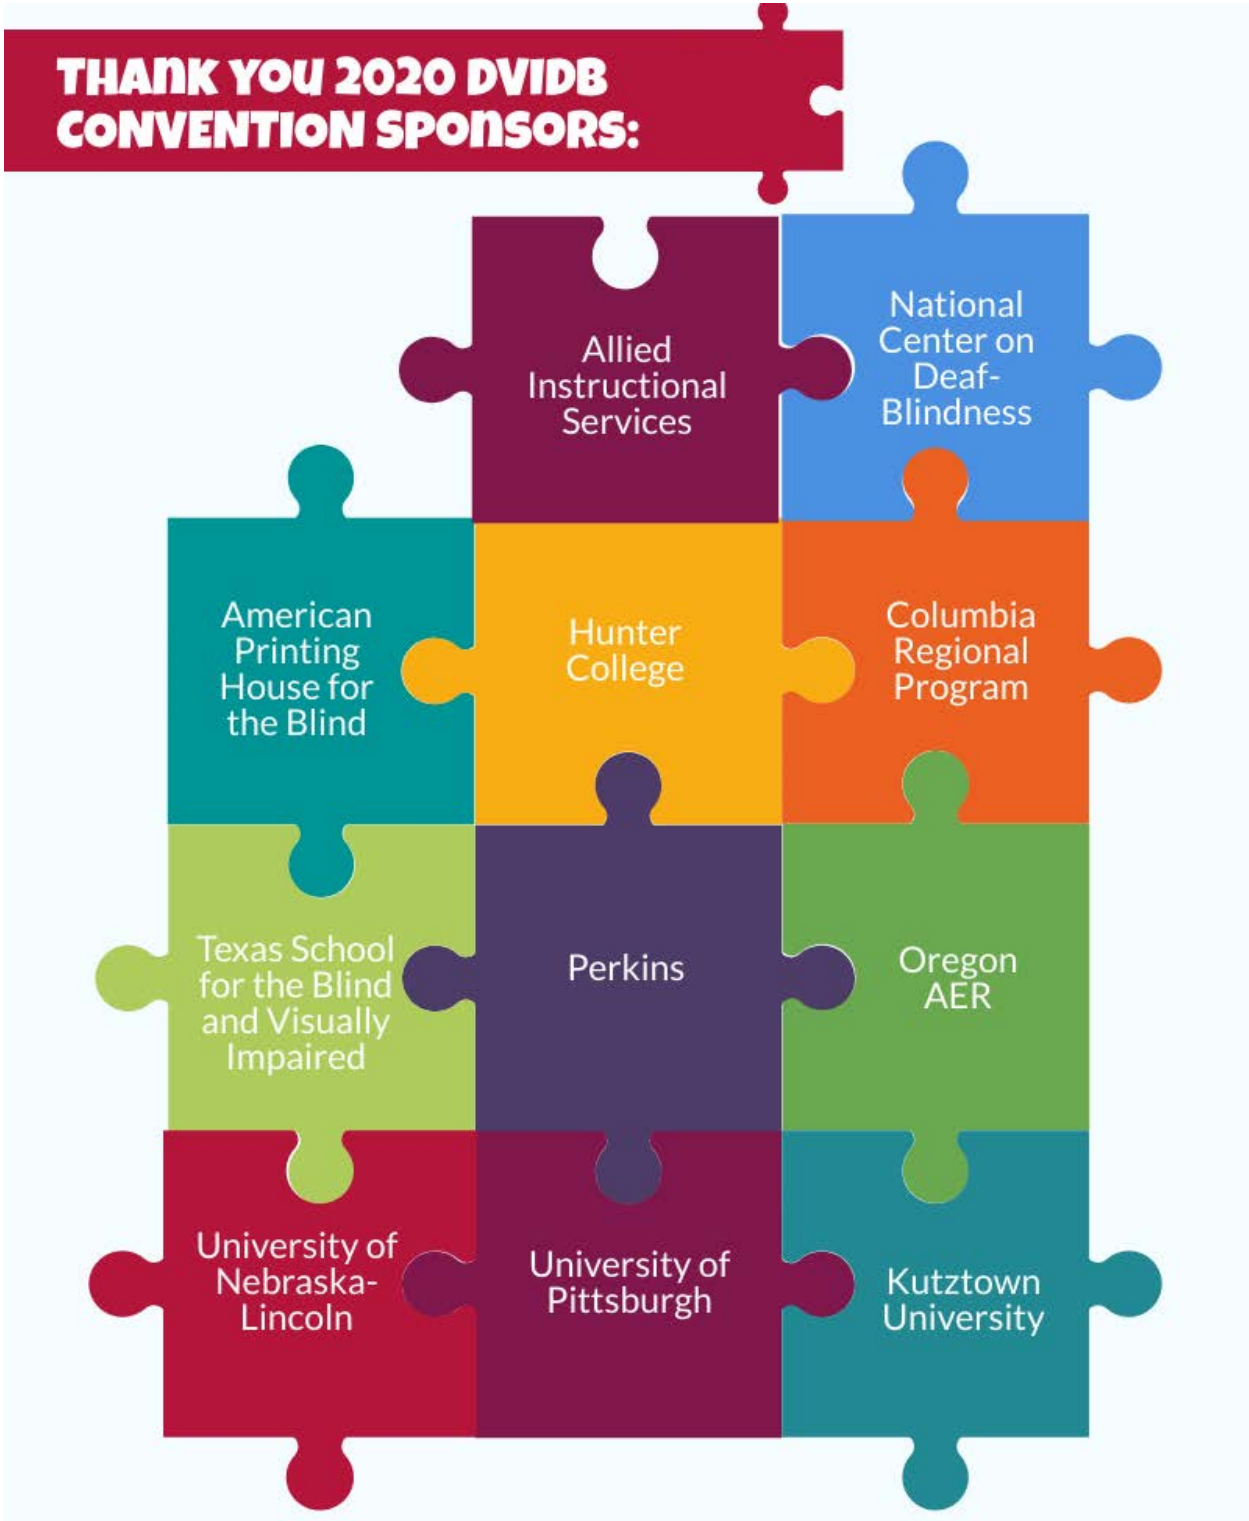 THANK YOU 2020 DVIDB
CONVENTION SPONSORS:
Allied
Instructional
Services
National
Center on
Deaf-
Blindness
American
Printing
House for
the Blind
Hunter
College
Columbia
Regional
Program
Texas School
for the Blind
and Visually
Impaired
Perkins
Oregon
AER
University of
Nebraska-
Lincoln
University of
Pittsburgh
Kutztown
University